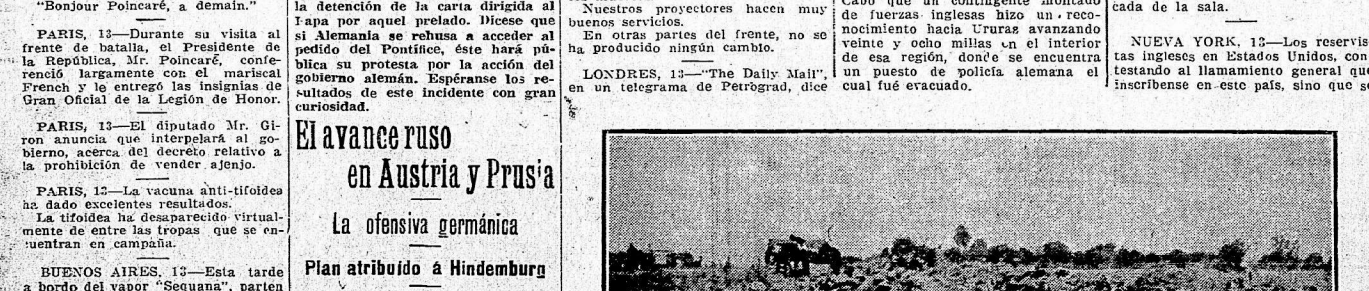 "Bonjour Poincaré, a demain."
PARIS, 13—Durante su visita al
frente de batalla, el Presidente de
la República, Mr. Poincaré, confe-
renció largamente con el mariscal
French y le entregó las insignias de
Gran Oficial de la Legión de Honor.
PARIS, 13—El diputado Mr. Gi-
ron anuncia que interpelará al go-
bierno, acerca del decreto relativo a
la prohibición de vender ajenjo.
PARIS, 13—La vacuna anti-tifoidea
ha dado excelentes resultados.
La tifoidea ha desaparecido virtual-
mente de entre las tropas que se en-
cuentran en campaña.
BUENOS AIRES, 13—Esta tarde
a bordo del vapor "Sequana", parten
la detención de la carta dirigida al
Papa por aquel prelado. Dícese que
si Alemania se rehusa a acceder al
pedido del Pontífice, éste hará pú-
blica su protesta por la acción del
gobierno alemán. Espéranse los re-
sultados de este incidente con gran
curiosidad.
El avance ruso
en Austria y Prusia
La ofensiva germánica
Plan atribuído á Hindemburg
Nuestros proyectores hacen muy
buenos servicios.
En otras partes del frente, no se
ha producido ningún cambio.
LONDRES, 13—"The Daily Mail",
en un telegrama de Petrograd, dice
Cabo que un contingente montado
de fuerzas inglesas hizo un reco-
nocimiento hacia Ururas avanzando
veinte y ocho millas en el interior
de esa región, donde se encuentra
un puesto de policía alemana el
cual fué evacuado.
cada de la sala.
NUEVA YORK, 13—Los reservis-
tas ingleses en Estados Unidos, con
testando al llamamiento general que
inscríbense en este país, sino que se